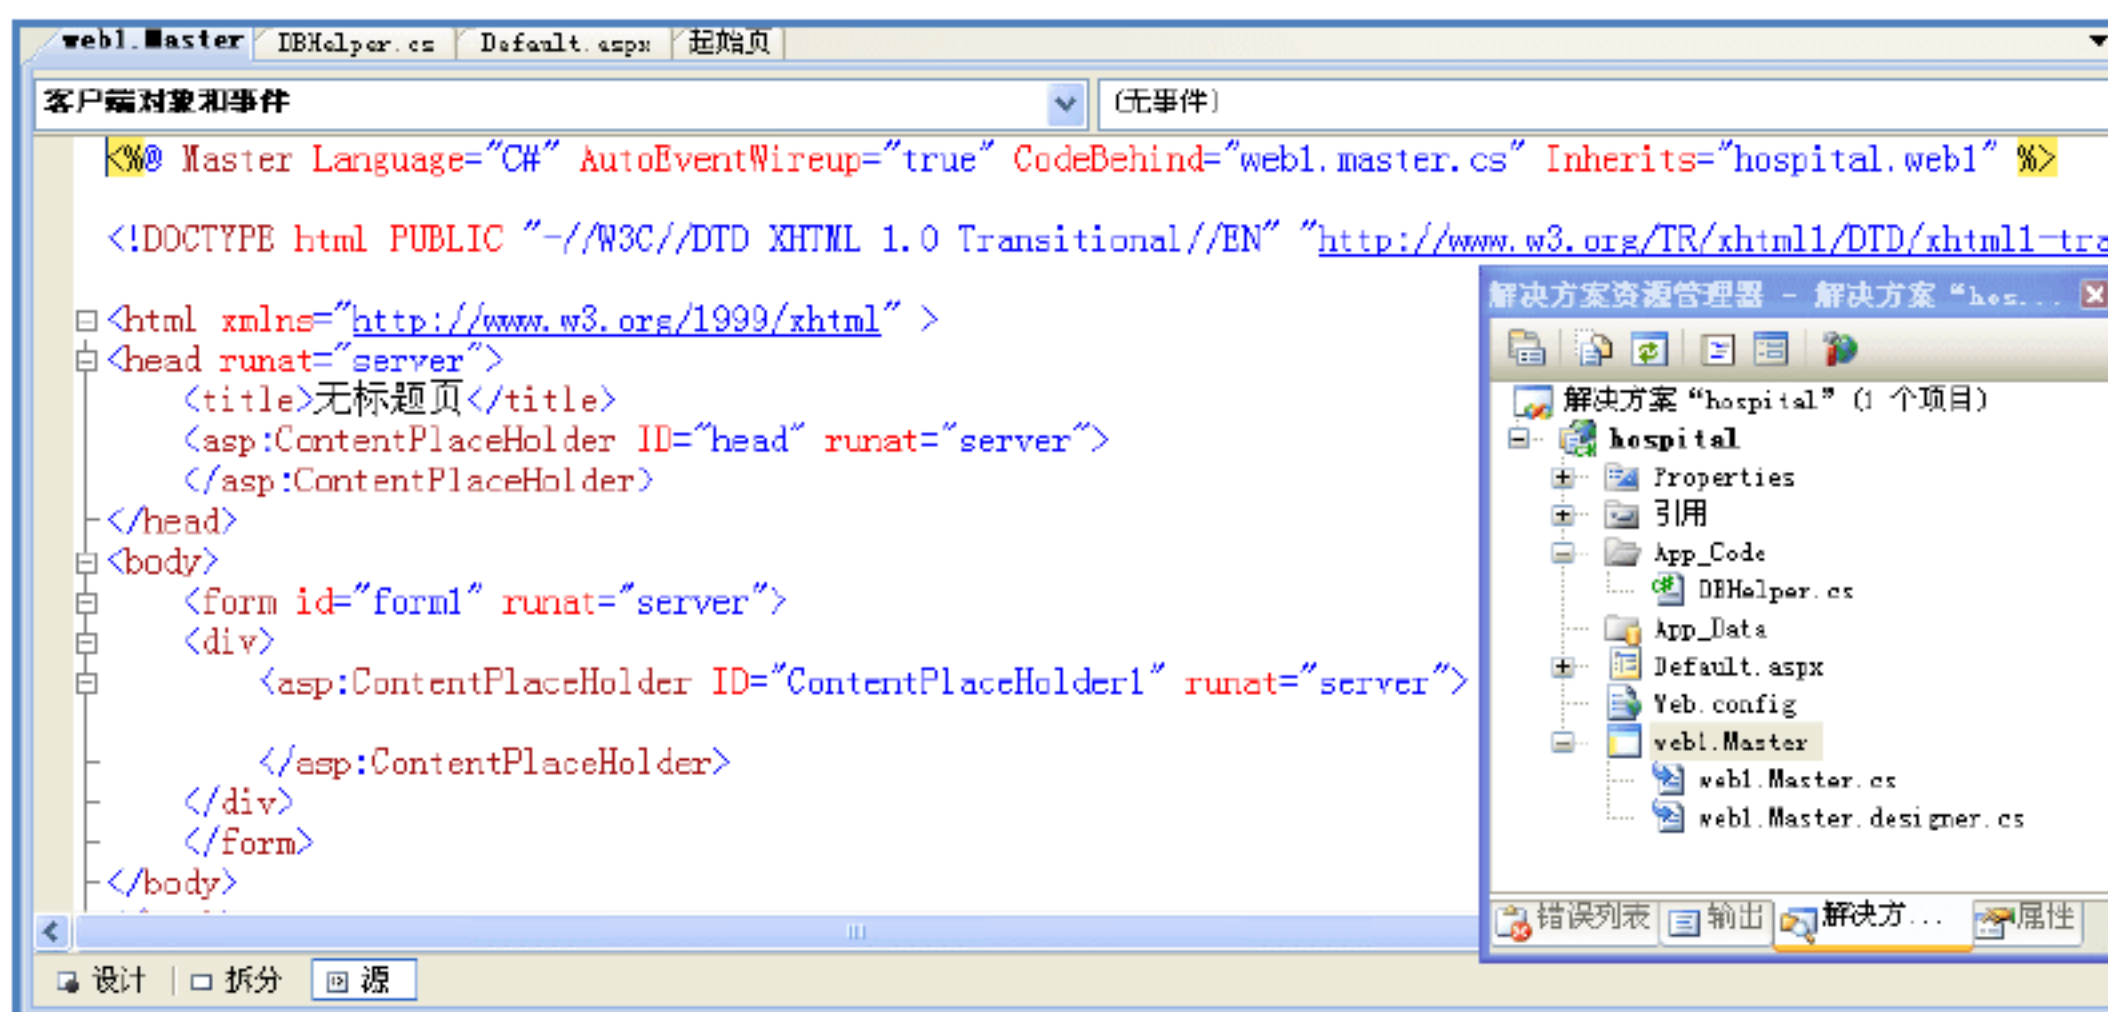 web1.Master DBHelper.cs Default.aspx 起始页
客户端对象和事件 (无事件)
<%@ Master Language="C#" AutoEventWireup="true" CodeBehind="web1.master.cs" Inherits="hospital.web1" %>
<!DOCTYPE html PUBLIC "-//W3C//DTD XHTML 1.0 Transitional//EN" "http://www.w3.org/TR/xhtml1/DTD/xhtml1-tra
<html xmlns="http://www.w3.org/1999/xhtml" >
<head runat="server">
<title>无标题页</title>
<asp:ContentPlaceHolder ID="head" runat="server">
</asp:ContentPlaceHolder>
</head>
<body>
<form id="form1" runat="server">
<div>
<asp:ContentPlaceHolder ID="ContentPlaceHolder1" runat="server">
</asp:ContentPlaceHolder>
</div>
</form>
</body>
设计 拆分 源
解决方案资源管理器 - 解决方案 “hos...
解决方案 “hospital” (1 个项目)
hospital
Properties
引用
App_Code
DBHelper.cs
App_Data
Default.aspx
Web.config
web1.Master
web1.Master.cs
web1.Master.designer.cs
错误列表 输出 解决方... 属性